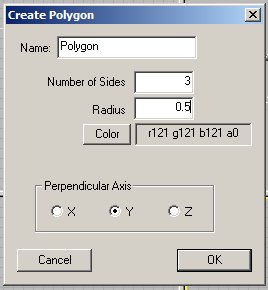 Create Polygon
Name: Polygon
Number of Sides 3
Radius 0.5
Color r121 g121 b121 a0
Perpendicular Axis
X Y Z
Cancel OK